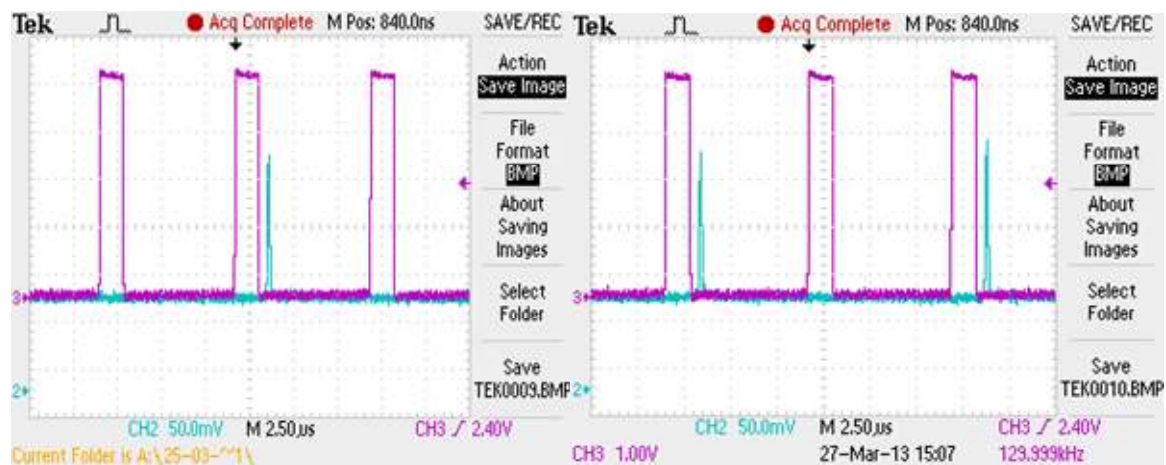 Tek Acq Complete M Pos: 840.0ns SAVE/REC
Action
Save Image
File
Format
BMP
About
Saving
Images
3
Select
Folder
Save
TEK0009.BMP
2
CH2 50.0mV M 2.50µs CH3 2.40V
Current Folder is A:\25-03-~1\
Tek Acq Complete M Pos: 840.0ns SAVE/REC
Action
Save Image
File
Format
BMP
About
Saving
Images
3
Select
Folder
Save
TEK0010.BMP
2
CH2 50.0mV M 2.50µs CH3 2.40V
CH3 1.00V 27-Mar-13 15:07 129.999kHz